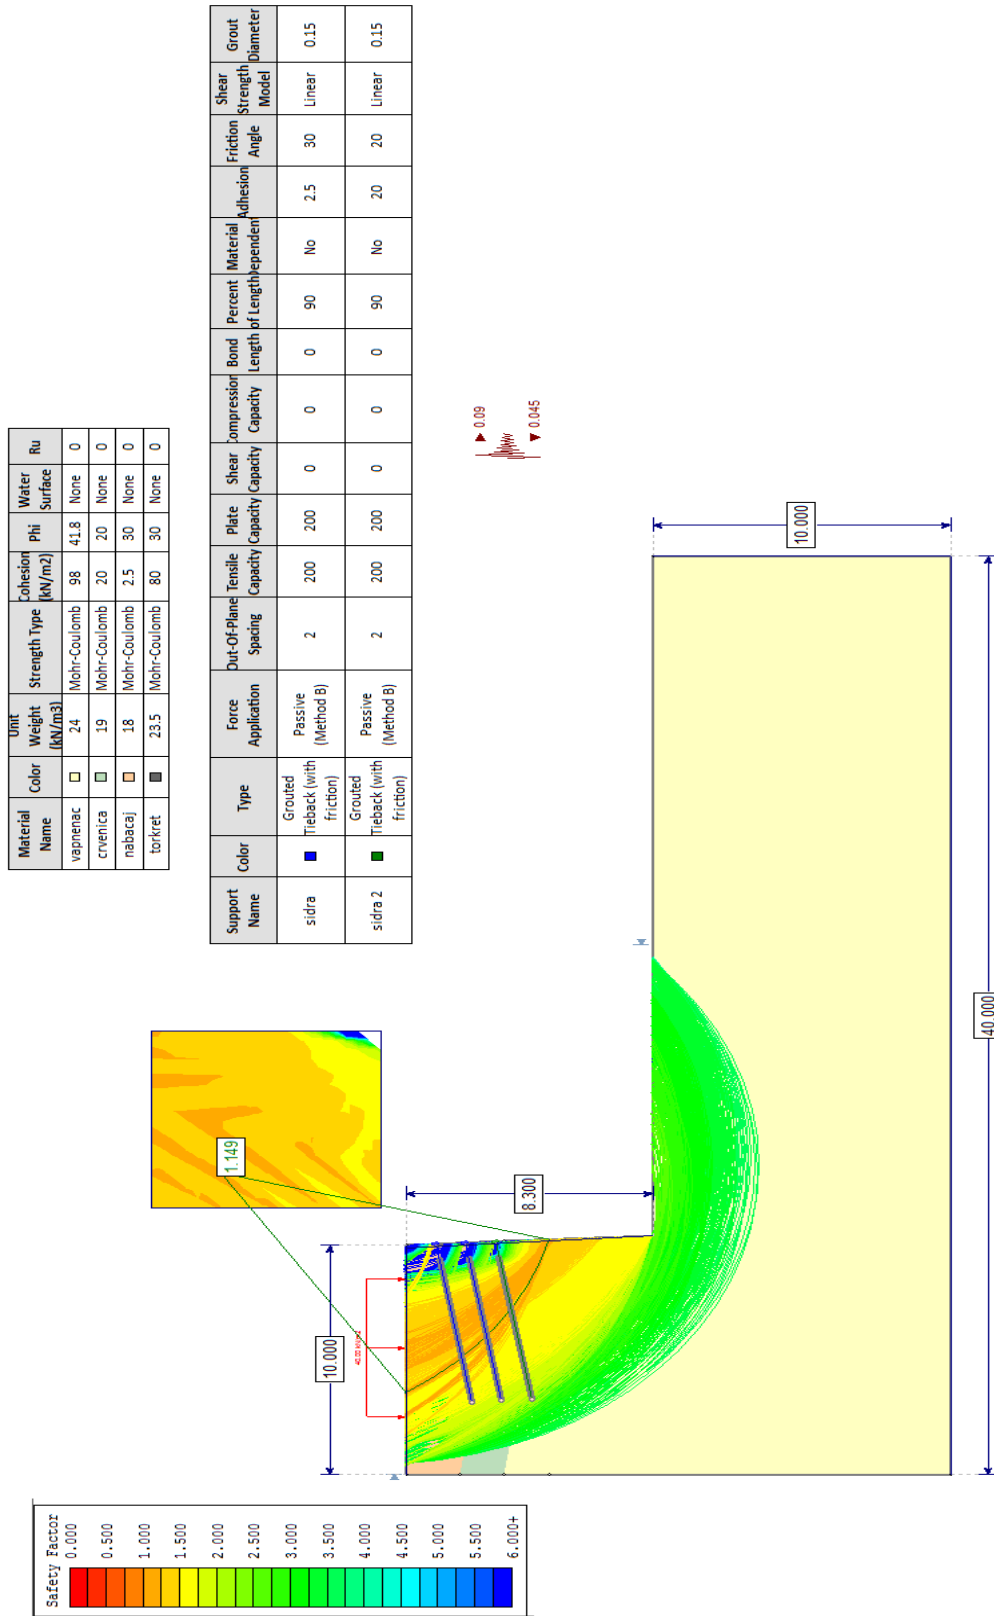 Material Name Color Unit Weight (kN/m3) Strength Type Cohesion (kN/m2) Phi Water Surface Ru
vapnenac 24 Mohr-Coulomb 98 41.8 None 0
crvenica 19 Mohr-Coulomb 20 20 None 0
nabacaj 18 Mohr-Coulomb 2.5 30 None 0
torkret 23.5 Mohr-Coulomb 80 30 None 0
Support Name Color Type Force Application Out-Of-Plane Spacing Tensile Capacity Plate Capacity Shear Capacity Compression Capacity Bond Length Percent of Length Material Dependent Adhesion Friction Angle Shear Strength Model Grout Diameter
sidra Grouted Tieback (with friction) Passive (Method B) 2 200 200 0 0 0 90 No 2.5 30 Linear 0.15
sidra 2 Grouted Tieback (with friction) Passive (Method B) 2 200 200 0 0 0 90 No 20 20 Linear 0.15
Safety Factor
0.000
0.500
1.000
1.500
2.000
2.500
3.000
3.500
4.000
4.500
5.000
5.500
6.000+
1.149
10.000
8.300
0.09
0.045
10.000
40.000